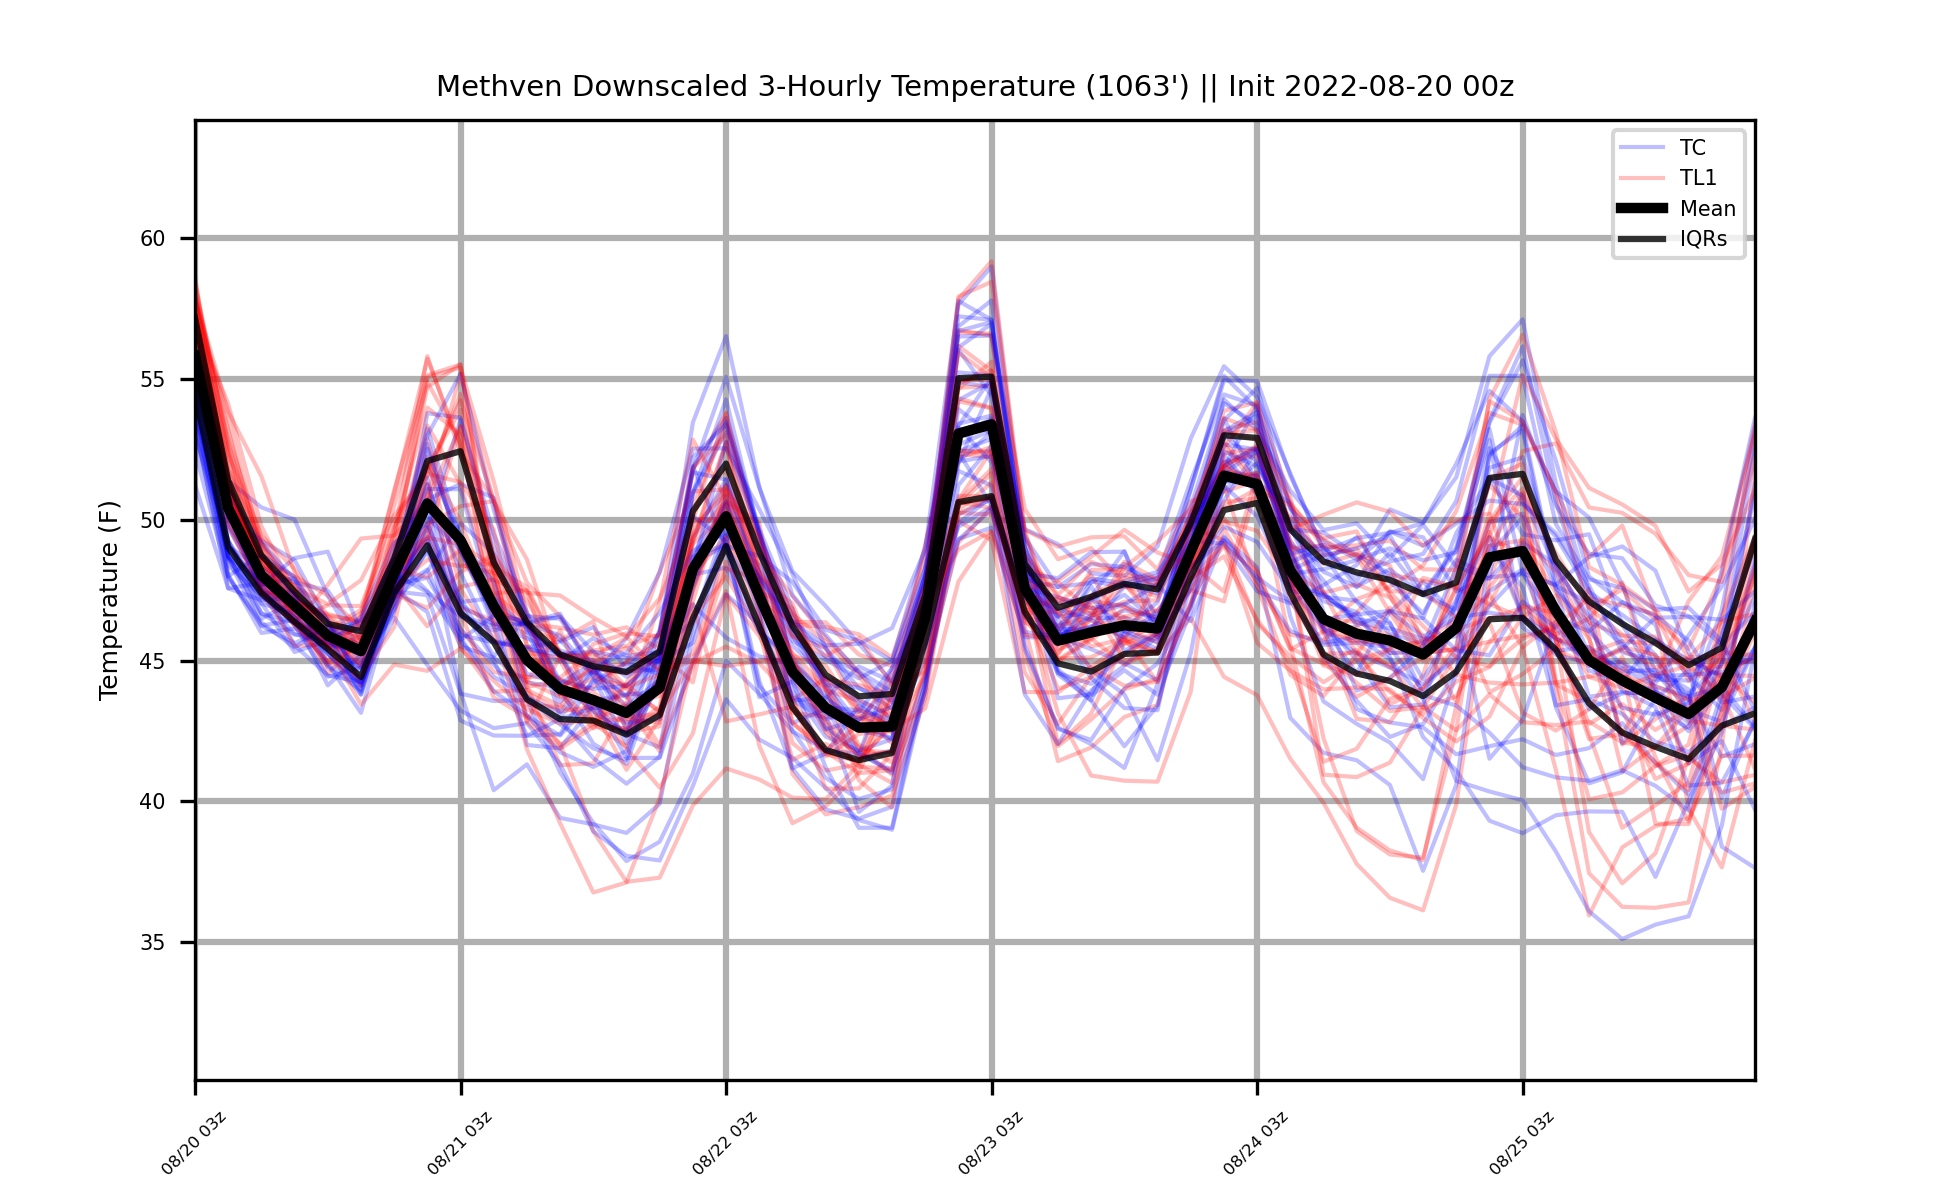 Methven Downscaled 3-Hourly Temperature (1063') || Init 2022-08-20 00z
TC
TL1
Mean
IQRs
Temperature (F)
60
55
50
45
40
35
08/20 03z
08/21 03z
08/22 03z
08/23 03z
08/24 03z
08/25 03z